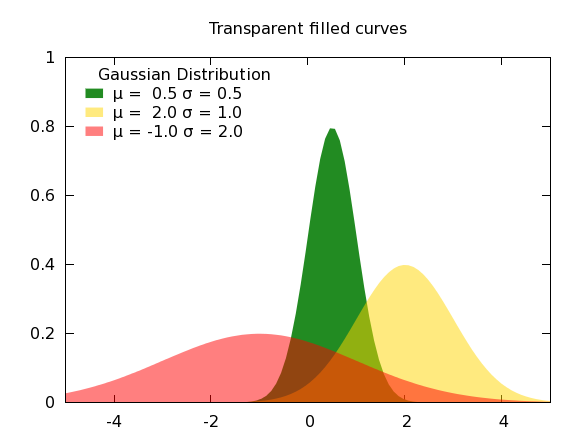 Transparent filled curves
Gaussian Distribution
μ =  0.5 σ = 0.5
μ =  2.0 σ = 1.0
μ = -1.0 σ = 2.0
1
0.8
0.6
0.4
0.2
0
-4 -2 0 2 4